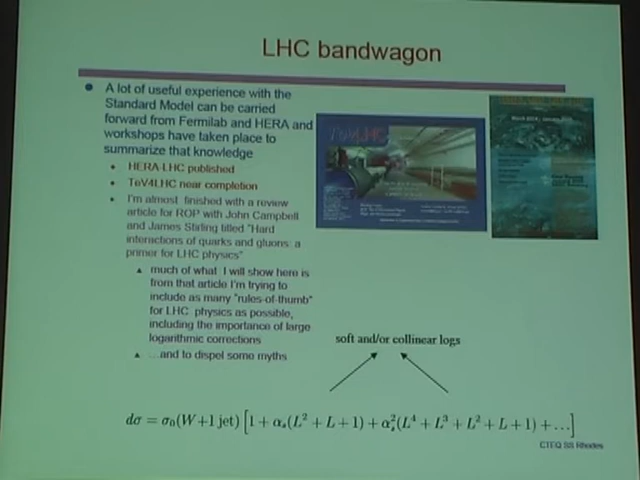 LHC bandwagon
A lot of useful experience with the
Standard Model can be carried
forward from Fermilab and HERA and
workshops have taken place to
summarize that knowledge
HERA-LHC published
TeV4LHC near completion
I'm almost finished with a review
article for ROP with John Campbell
and James Stirling titled "Hard
interactions of quarks and gluons: a
primer for LHC physics"
much of what I will show here is
from that article I'm trying to
include as many "rules-of-thumb"
for LHC physics as possible,
including the importance of large
logarithmic corrections
...and to dispel some myths
TeV4LHC
soft and/or collinear logs
dσ = σ₀(W+1 jet) [1 + αₛ(L² + L + 1) + αₛ²(L⁴ + L³ + L² + L + 1) + ...]
CTEQ SS Rhodes